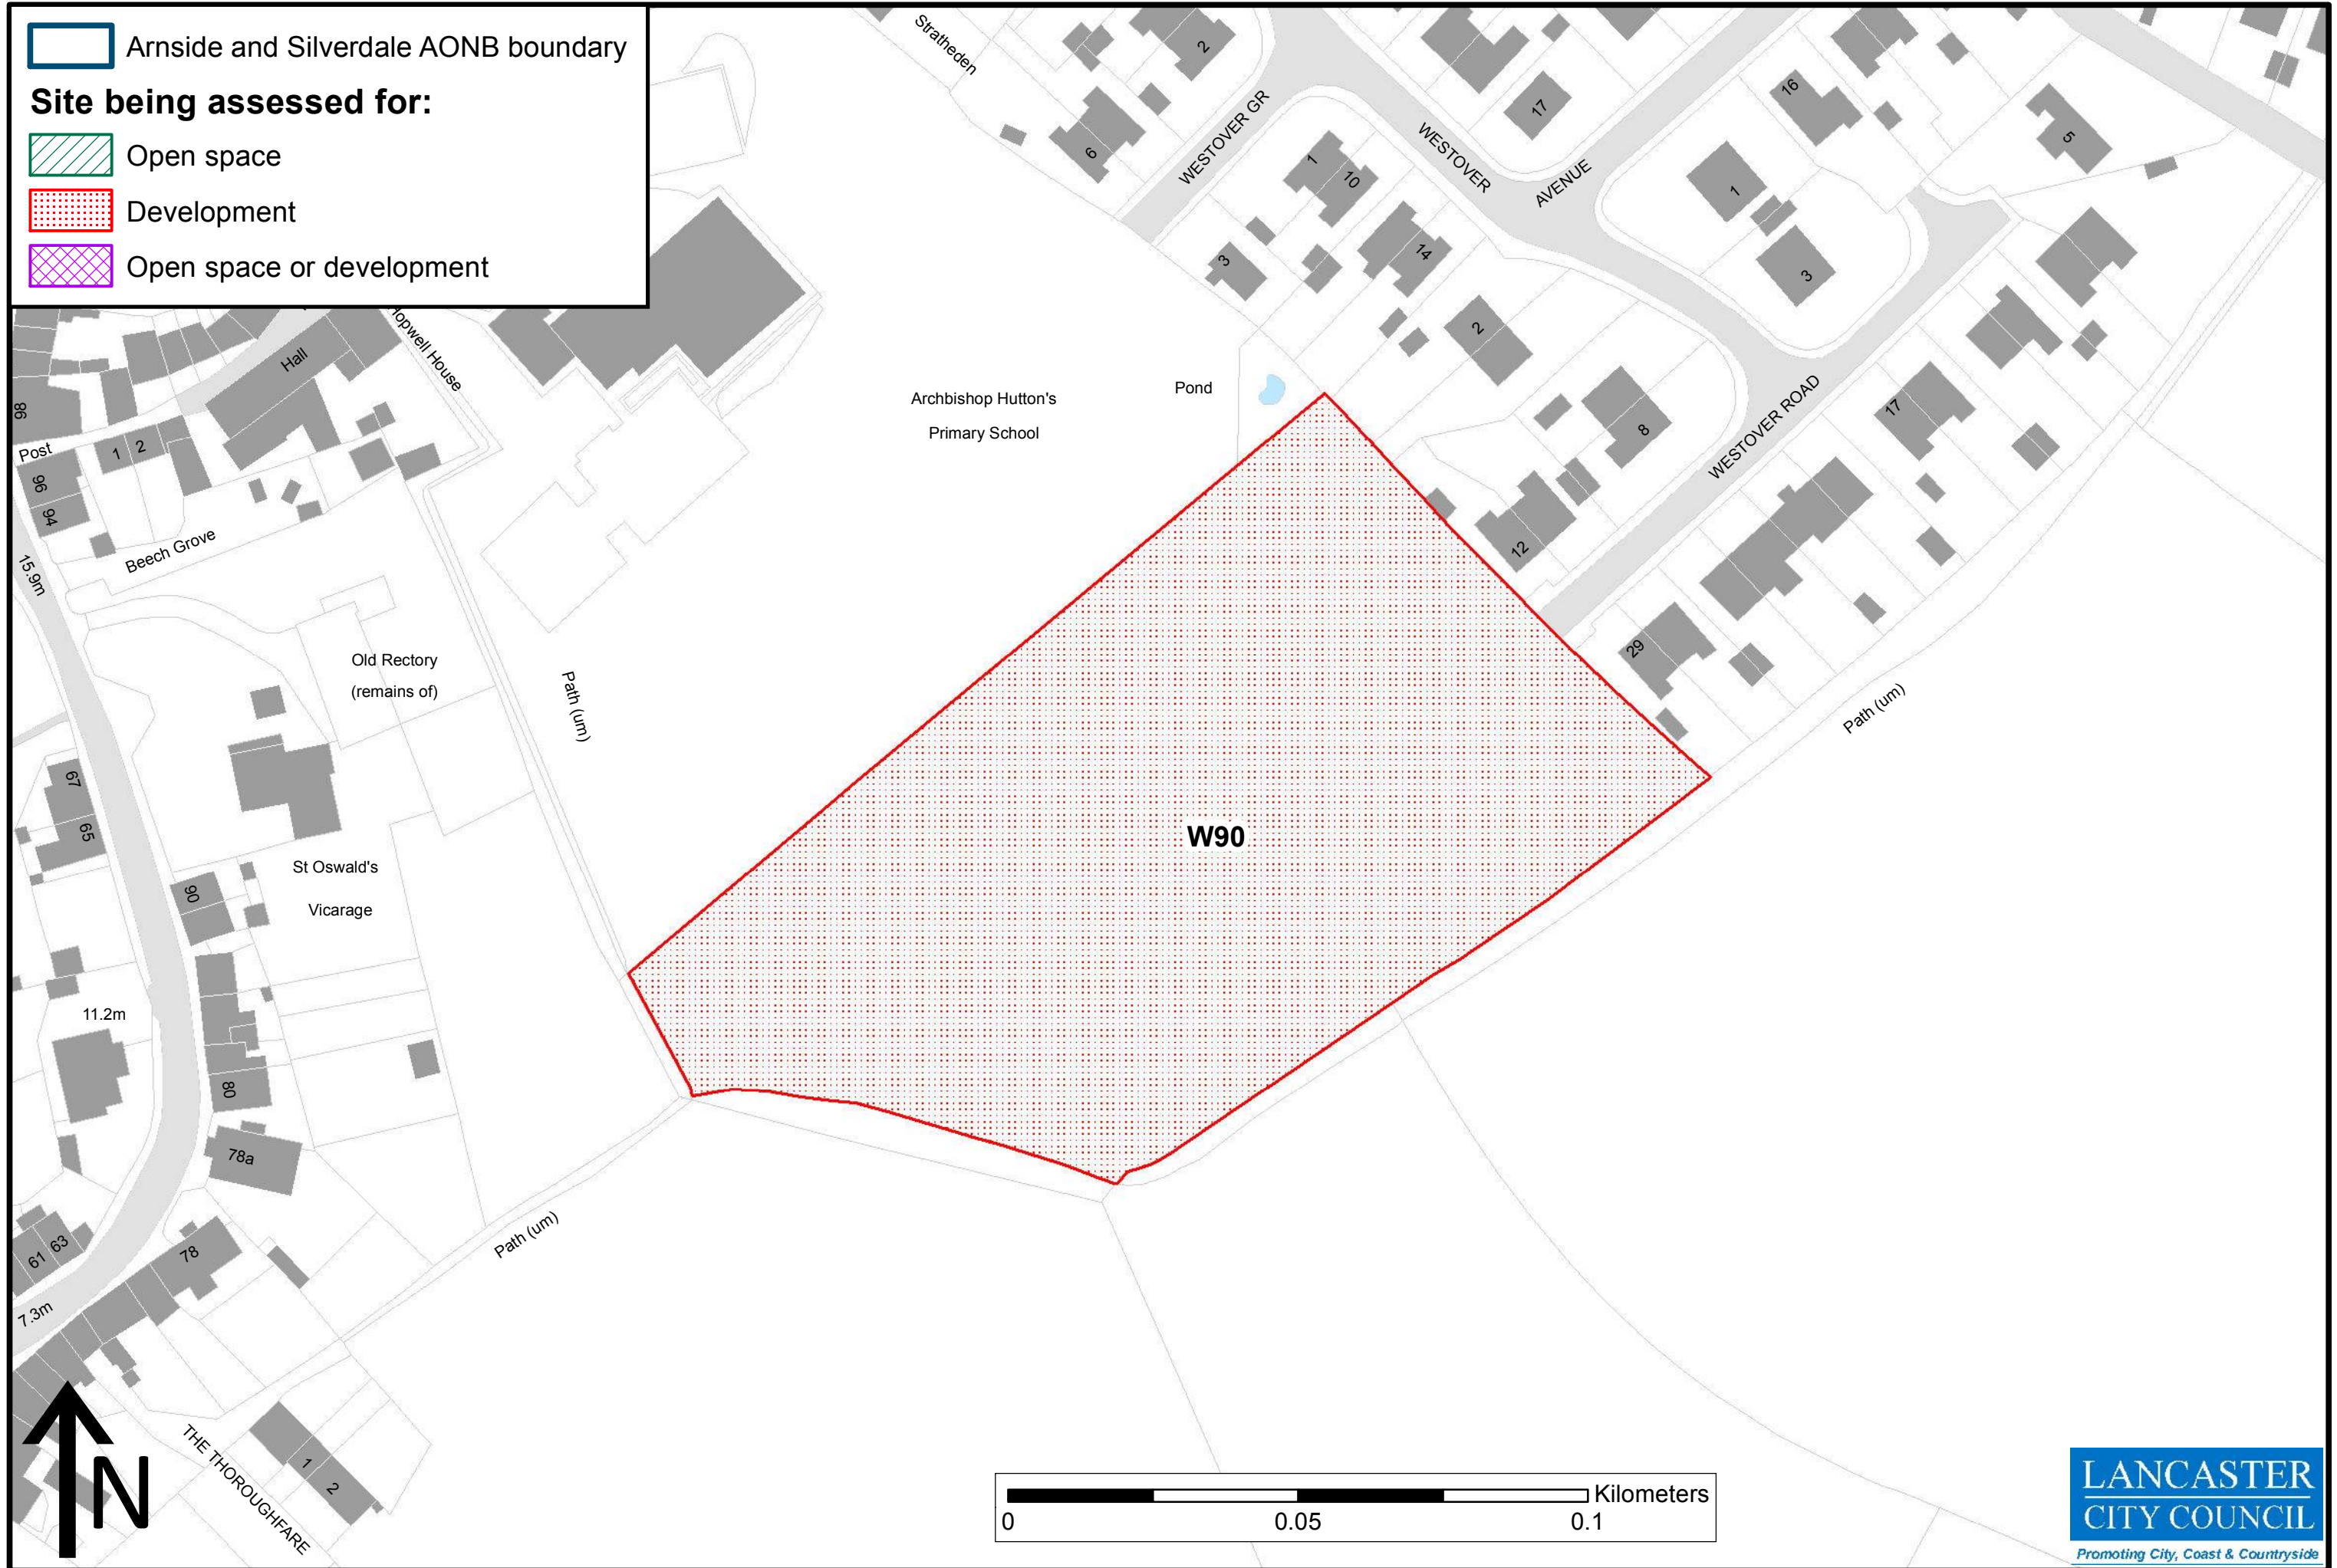 Arnside and Silverdale AONB boundary
Site being assessed for:
Open space
Development
Open space or development
Stratheden
2
6
WESTOVER GR
17
WESTOVER
AVENUE
16
5
1
10
14
3
1
3
2
8
12
WESTOVER ROAD
17
29
Path (um)
Hopwell House
Hall
86
Post
1
2
96
94
Beech Grove
15.9m
Archbishop Hutton's
Primary School
Pond
Old Rectory
(remains of)
Path (um)
67
65
St Oswald's
Vicarage
90
W90
11.2m
80
78a
61
63
78
7.3m
Path (um)
THE THOROUGHFARE
1
2
N
Kilometers
0
0.05
0.1
LANCASTER
CITY COUNCIL
Promoting City, Coast & Countryside